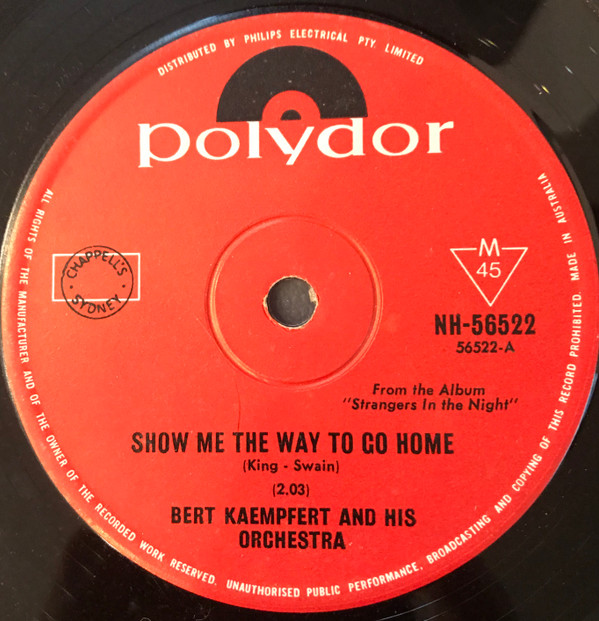 DISTRIBUTED BY PHILIPS ELECTRICAL PTY. LIMITED
polydor
CHAPPELL'S
SYDNEY
M
45
NH-56522
56522-A
From the Album
"Strangers In the Night"
SHOW ME THE WAY TO GO HOME
(King - Swain)
(2.03)
BERT KAEMPFERT AND HIS
ORCHESTRA
ALL RIGHTS OF THE MANUFACTURER AND OF THE OWNER OF THE RECORDED WORK RESERVED. UNAUTHORISED PUBLIC PERFORMANCE, BROADCASTING AND COPYING OF THIS RECORD PROHIBITED. MADE IN AUSTRALIA